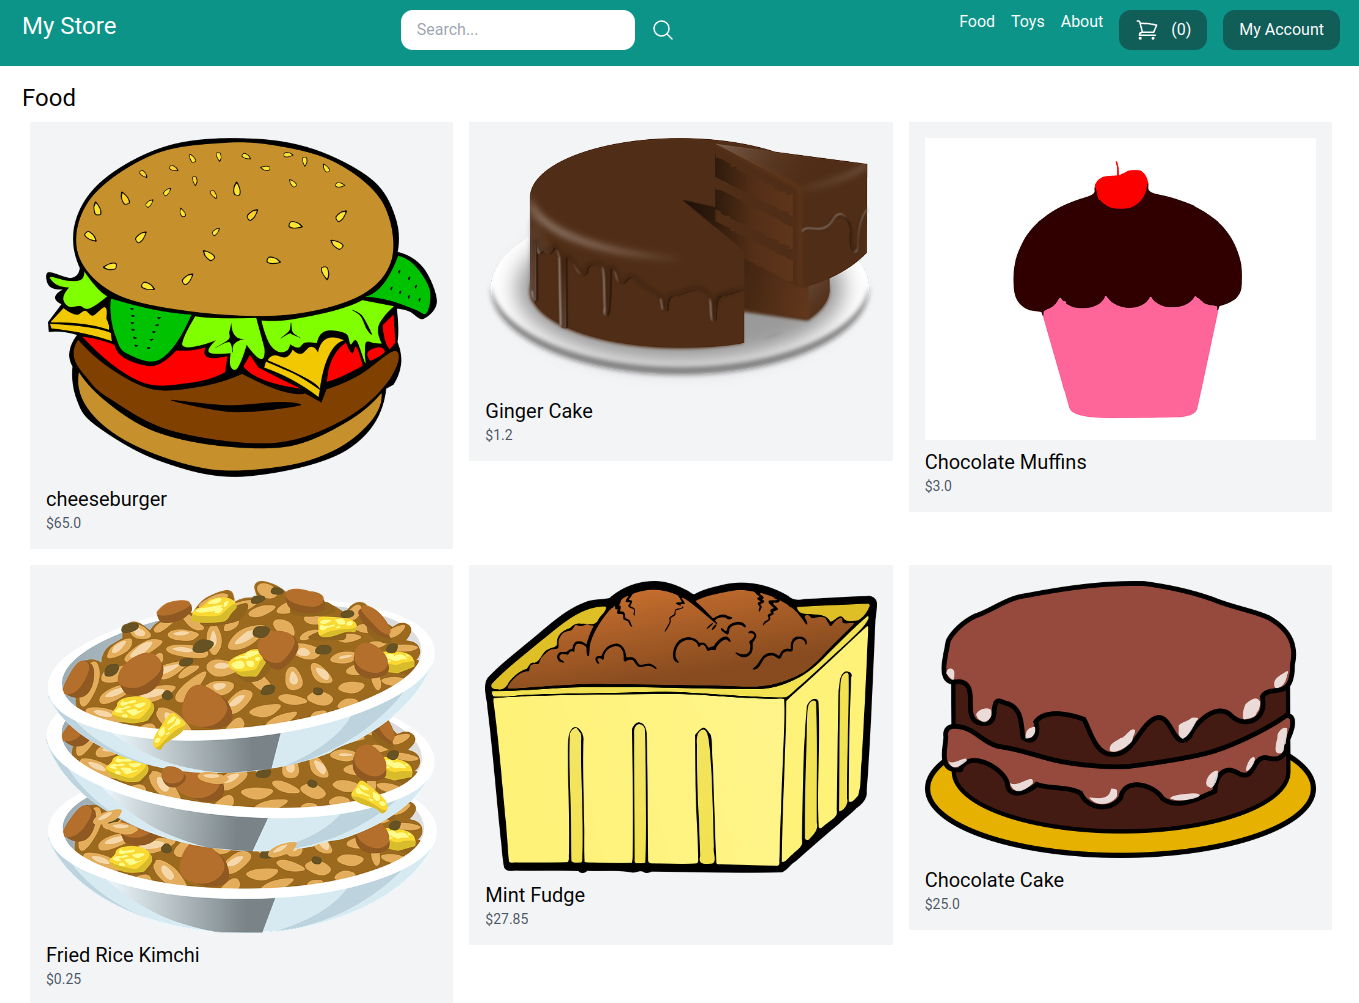 My Store
Search...
Food
Toys
About
(0)
My Account
Food
cheeseburger
$65.0
Ginger Cake
$1.2
Chocolate Muffins
$3.0
Fried Rice Kimchi
$0.25
Mint Fudge
$27.85
Chocolate Cake
$25.0